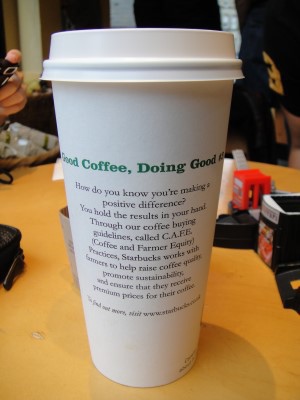 Good Coffee, Doing Good
How do you know you're making a
positive difference?
You hold the results in your hand.
Through our coffee buying
guidelines, called C.A.F.E.
(Coffee and Farmer Equity)
Practices, Starbucks works with
farmers to help raise coffee quality,
promote sustainability,
and ensure that they receive
premium prices for their coffee.
To find out more, visit